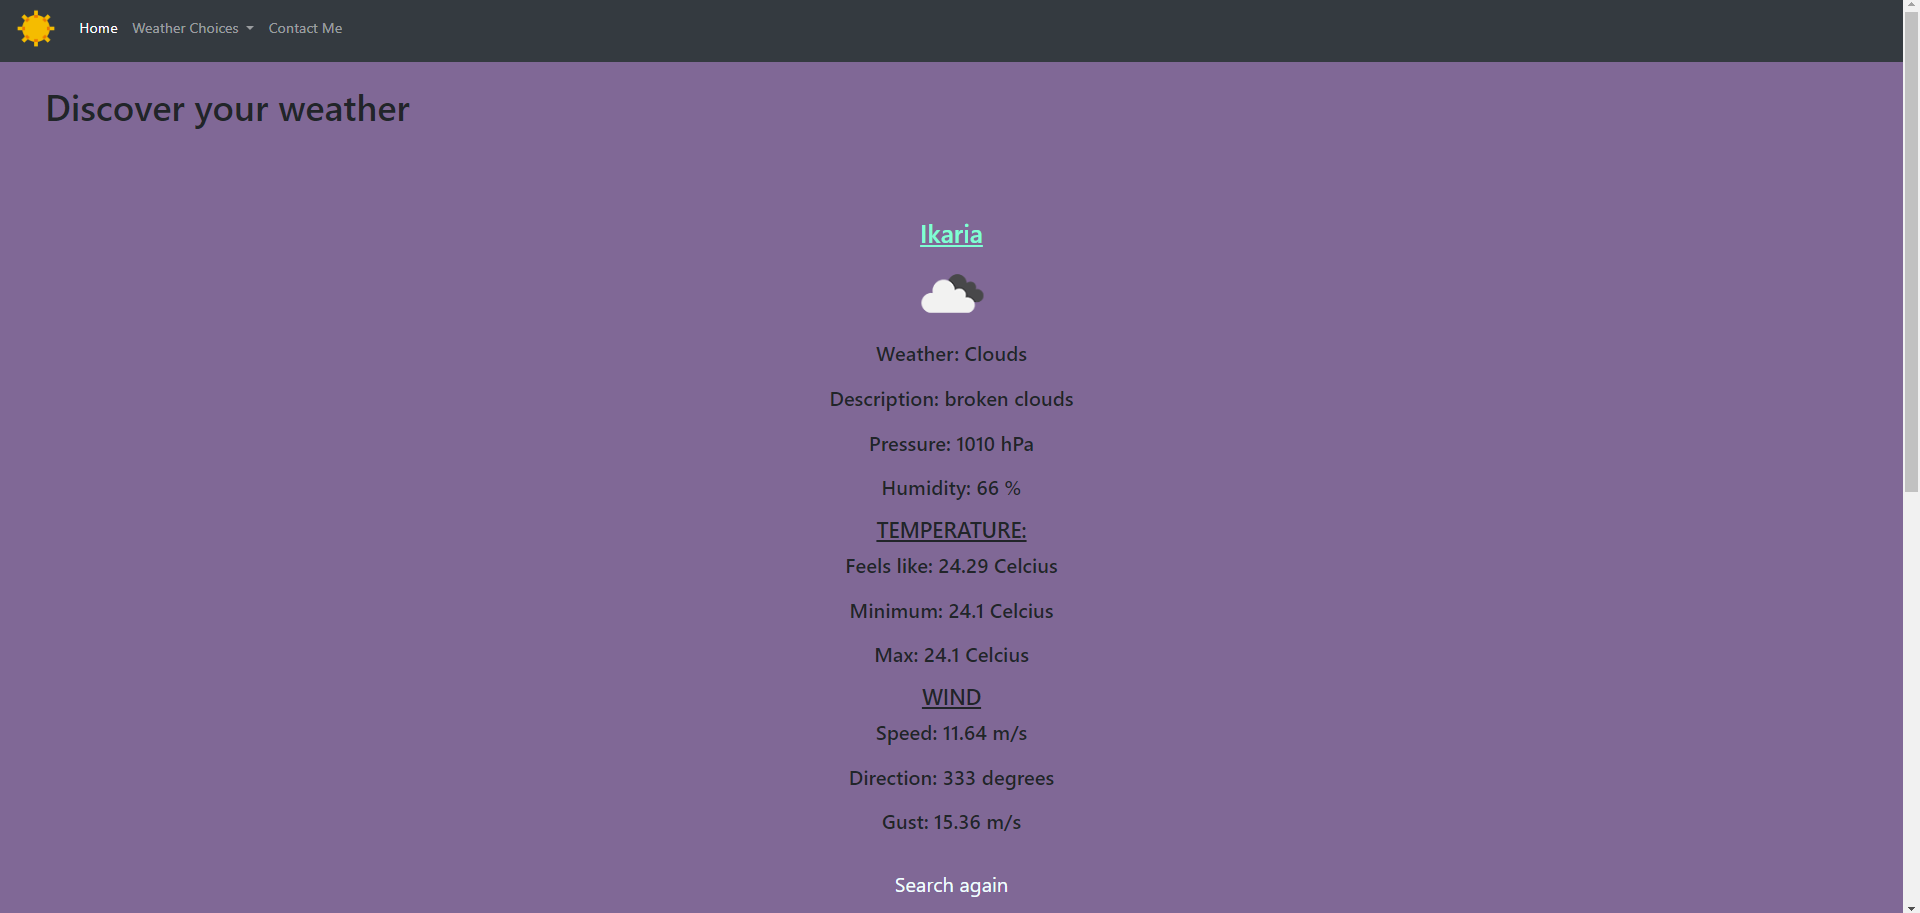 Home Weather Choices Contact Me
Discover your weather
Ikaria
Weather: Clouds
Description: broken clouds
Pressure: 1010 hPa
Humidity: 66 %
TEMPERATURE:
Feels like: 24.29 Celcius
Minimum: 24.1 Celcius
Max: 24.1 Celcius
WIND
Speed: 11.64 m/s
Direction: 333 degrees
Gust: 15.36 m/s
Search again